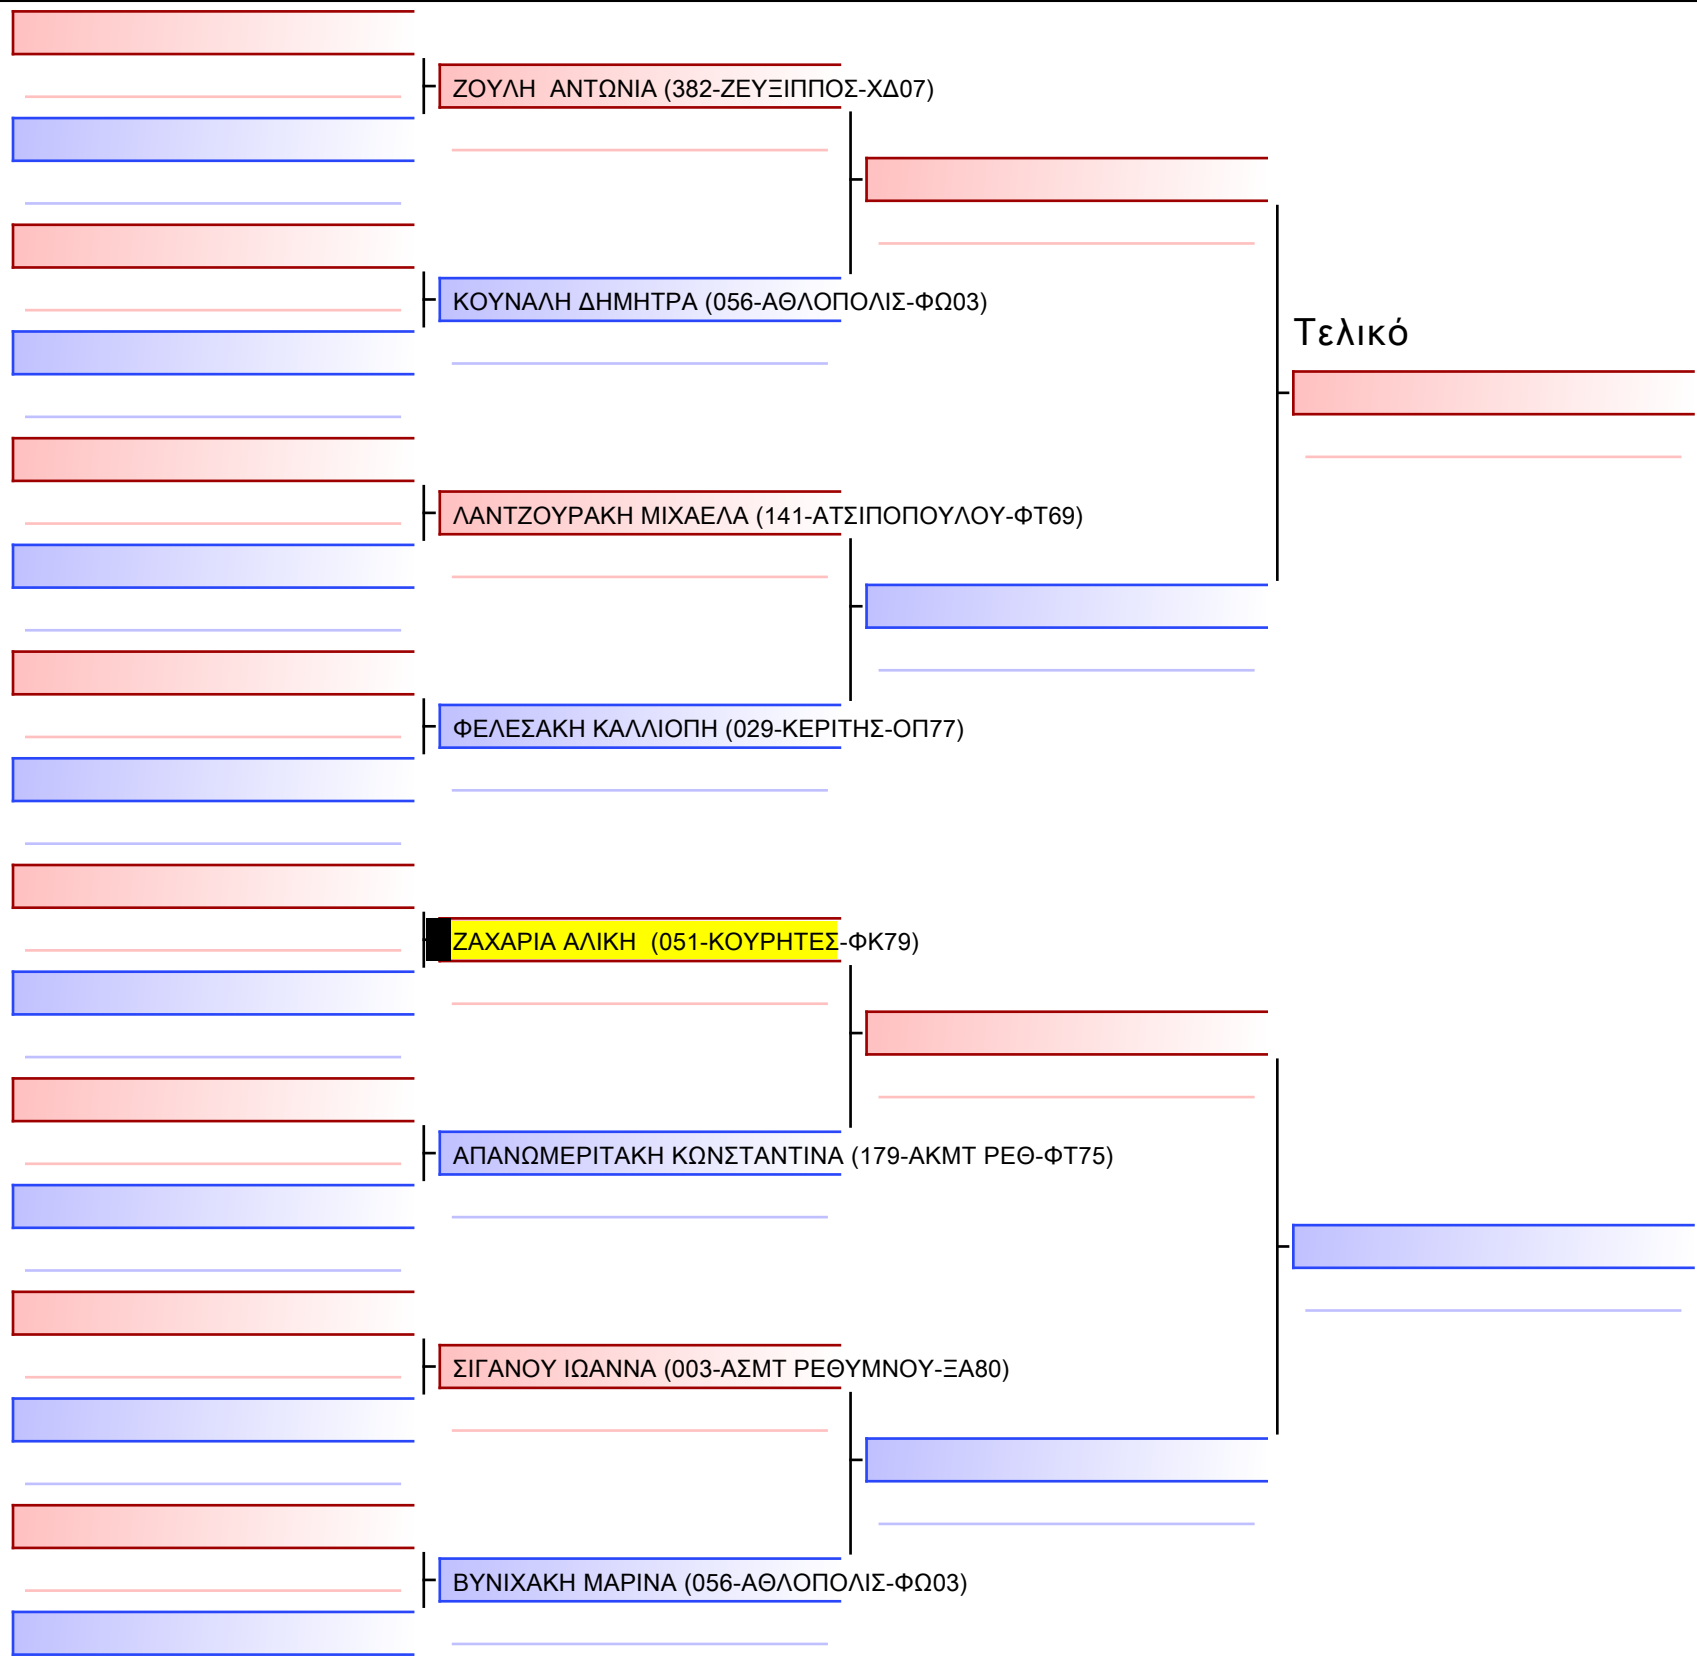 ΖΟΥΛΗ  ΑΝΤΩΝΙΑ (382-ΖΕΥΞΙΠΠΟΣ-ΧΔ07)
ΚΟΥΝΑΛΗ ΔΗΜΗΤΡΑ (056-ΑΘΛΟΠΟΛΙΣ-ΦΩ03)
Τελικό
ΛΑΝΤΖΟΥΡΑΚΗ ΜΙΧΑΕΛΑ (141-ΑΤΣΙΠΟΠΟΥΛΟΥ-ΦΤ69)
ΦΕΛΕΣΑΚΗ ΚΑΛΛΙΟΠΗ (029-ΚΕΡΙΤΗΣ-ΟΠ77)
ΖΑΧΑΡΙΑ ΑΛΙΚΗ  (051-ΚΟΥΡΗΤΕΣ-ΦΚ79)
ΑΠΑΝΩΜΕΡΙΤΑΚΗ ΚΩΝΣΤΑΝΤΙΝΑ (179-ΑΚΜΤ ΡΕΘ-ΦΤ75)
ΣΙΓΑΝΟΥ ΙΩΑΝΝΑ (003-ΑΣΜΤ ΡΕΘΥΜΝΟΥ-ΞΑ80)
ΒΥΝΙΧΑΚΗ ΜΑΡΙΝΑ (056-ΑΘΛΟΠΟΛΙΣ-ΦΩ03)